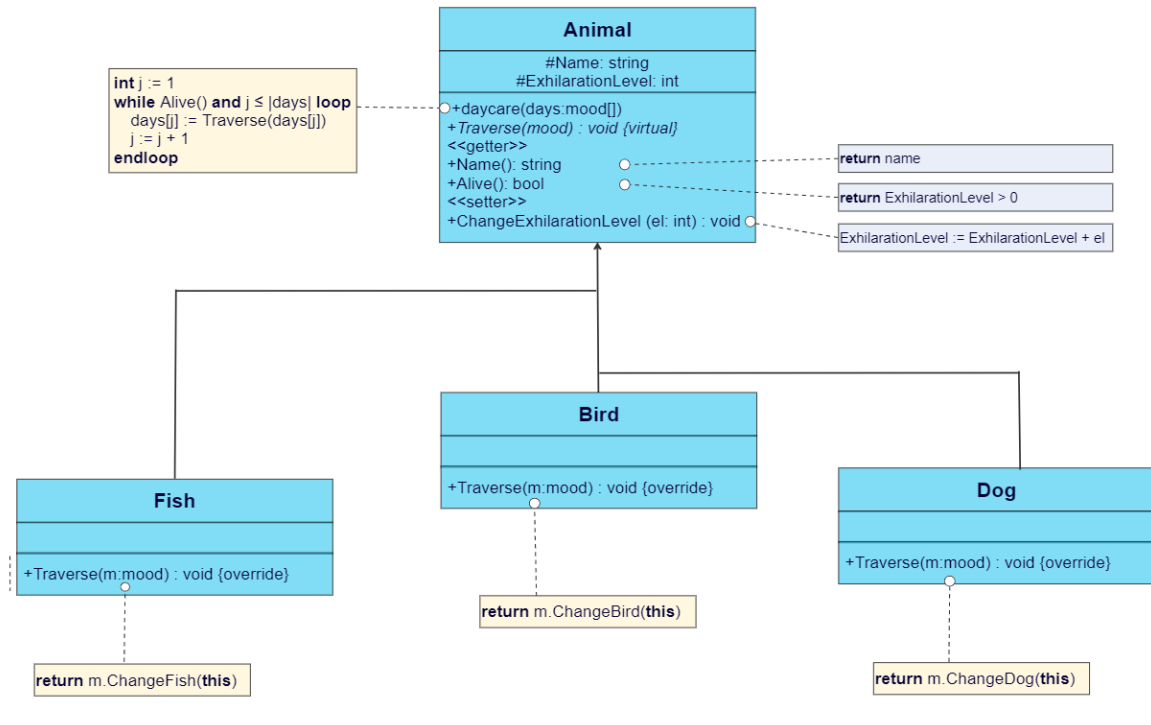 Animal
#Name: string
#ExhilarationLevel: int
int j := 1
while Alive() and j ≤ |days| loop
days[j] := Traverse(days[j])
j := j + 1
endloop
+daycare(days:mood[])
+Traverse(mood) : void {virtual}
<<getter>>
+Name(): string
+Alive(): bool
<<setter>>
+ChangeExhilarationLevel (el: int) : void
return name
return ExhilarationLevel > 0
ExhilarationLevel := ExhilarationLevel + el
Bird
+Traverse(m:mood) : void {override}
Fish
+Traverse(m:mood) : void {override}
Dog
+Traverse(m:mood) : void {override}
return m.ChangeBird(this)
return m.ChangeFish(this)
return m.ChangeDog(this)